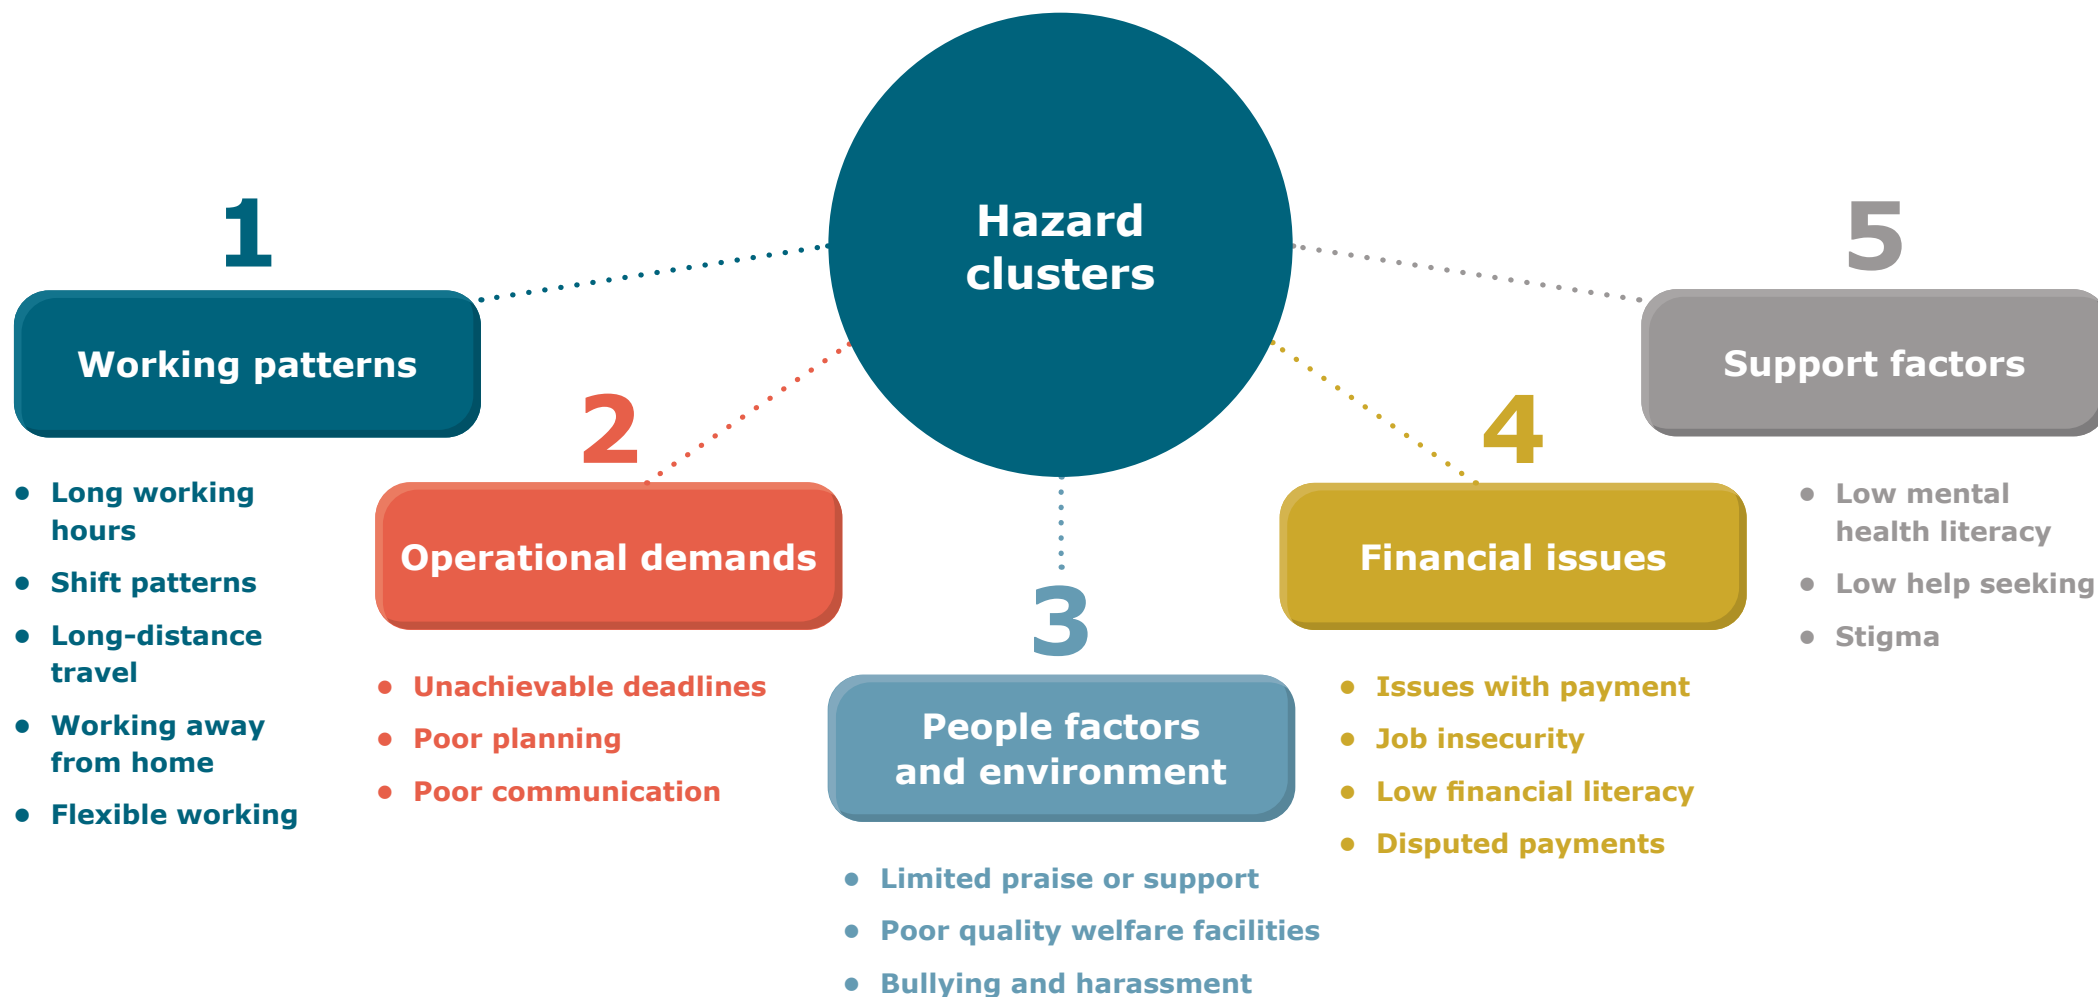 Hazard
clusters
1
Working patterns
• Long working
hours
• Shift patterns
• Long-distance
travel
• Working away
from home
• Flexible working
2
Operational demands
• Unachievable deadlines
• Poor planning
• Poor communication
3
People factors
and environment
• Limited praise or support
• Poor quality welfare facilities
• Bullying and harassment
4
Financial issues
• Issues with payment
• Job insecurity
• Low financial literacy
• Disputed payments
5
Support factors
• Low mental
health literacy
• Low help seeking
• Stigma